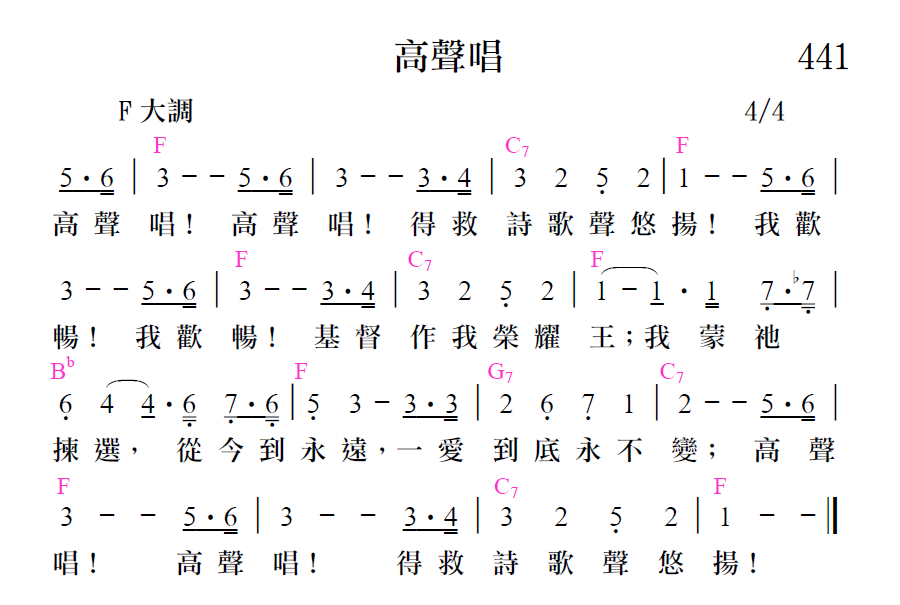 高聲唱 441
F 大調 4/4
F C7 F
5·6 | 3 - - 5·6 | 3 - - 3·4 | 3 2 5̣ 2 | 1 - - 5·6 |
高聲 唱！高聲 唱！得救 詩歌聲悠揚！我歡
F C7 F
3 - - 5·6 | 3 - - 3·4 | 3 2 5̣ 2 | 1 - 1 · 1 7̣·♭7̣ |
暢！我歡 暢！基督 作我榮耀 王；我蒙祂
Bb F G7 C7
6̣ 4 4·6̣ 7̣·6̣ | 5̣ 3 - 3·3 | 2 6̣ 7̣ 1 | 2 - - 5·6 |
揀選，從今到永遠，一愛 到底永不 變；高聲
F C7 F
3 - - 5·6 | 3 - - 3·4 | 3 2 5̣ 2 | 1 - - ||
唱！高聲 唱！得救 詩歌聲悠 揚！